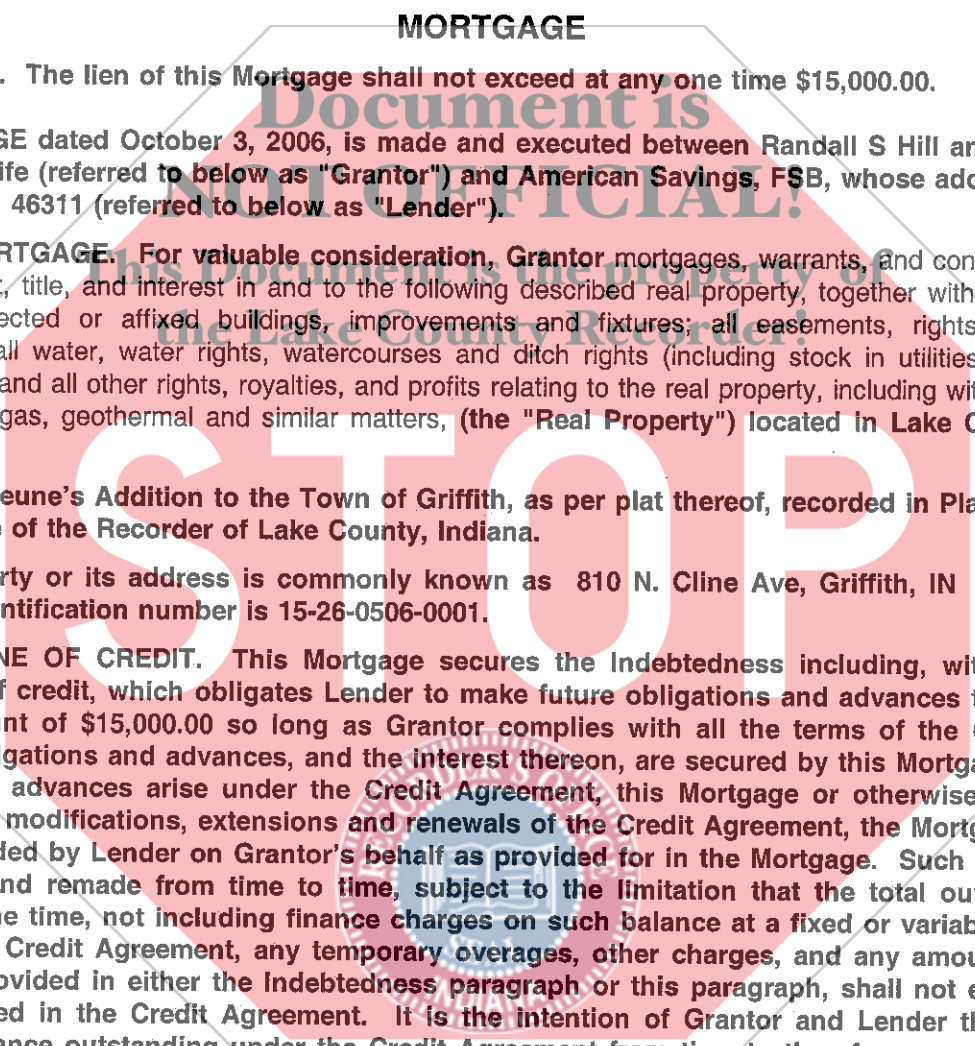 MORTGAGE
. The lien of this Mortgage shall not exceed at any one time $15,000.00.
Document is
GE dated October 3, 2006, is made and executed between Randall S Hill an
ife (referred to below as "Grantor") and American Savings, FSB, whose add
NOT OFFICIAL!
46311 (referred to below as "Lender").
RTGAGE. For valuable consideration, Grantor mortgages, warrants, and con
This Document is the property of
, title, and interest in and to the following described real property, together with
ected or affixed buildings, improvements and fixtures; all easements, rights
the Lake County Recorder!
all water, water rights, watercourses and ditch rights (including stock in utilities
and all other rights, royalties, and profits relating to the real property, including wit
gas, geothermal and similar matters, (the "Real Property") located in Lake C
STOP
eune's Addition to the Town of Griffith, as per plat thereof, recorded in Pla
e of the Recorder of Lake County, Indiana.
rty or its address is commonly known as 810 N. Cline Ave, Griffith, IN
ntification number is 15-26-0506-0001.
NE OF CREDIT. This Mortgage secures the Indebtedness including, wit
f credit, which obligates Lender to make future obligations and advances t
nt of $15,000.00 so long as Grantor complies with all the terms of the
igations and advances, and the interest thereon, are secured by this Mortga
advances arise under the Credit Agreement, this Mortgage or otherwise
modifications, extensions and renewals of the Credit Agreement, the Mortg
ded by Lender on Grantor's behalf as provided for in the Mortgage. Such
nd remade from time to time, subject to the limitation that the total out
ne time, not including finance charges on such balance at a fixed or variab
Credit Agreement, any temporary overages, other charges, and any amou
ovided in either the Indebtedness paragraph or this paragraph, shall not e
ed in the Credit Agreement. It is the intention of Grantor and Lender th
ance outstanding under the Credit Agreement from time to time
RECORDER'S OFFICE
INDIANA